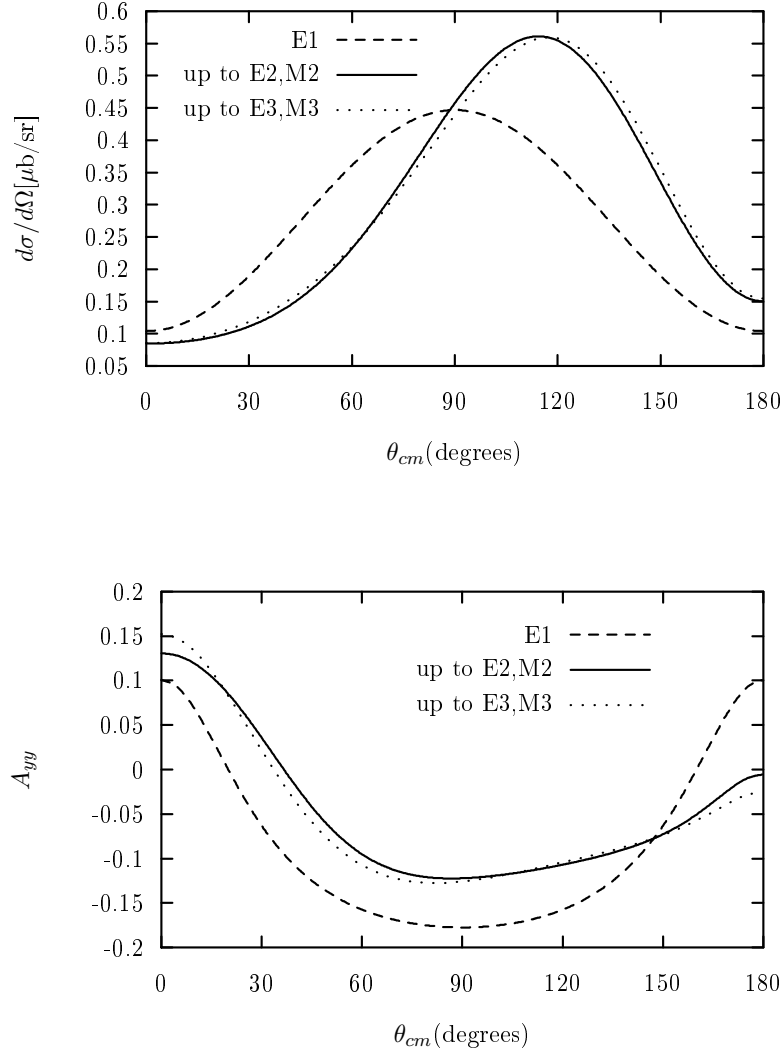 0.6
0.55
0.5
0.45
0.4
0.35
0.3
0.25
0.2
0.15
0.1
0.05
dσ/dΩ[μb/sr]
E1
up to E2,M2
up to E3,M3
0 30 60 90 120 150 180
θcm(degrees)
0.2
0.15
0.1
0.05
0
-0.05
-0.1
-0.15
-0.2
Ayy
E1
up to E2,M2
up to E3,M3
0 30 60 90 120 150 180
θcm(degrees)